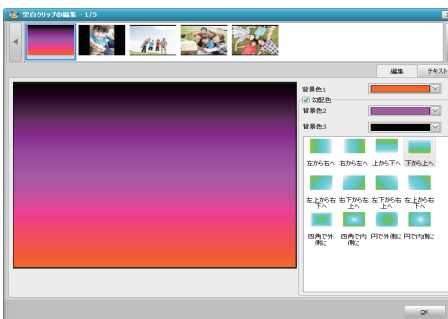 空白クリップの編集 - 1/5
編集 テキスト
背景色1
勾配色
背景色2
背景色3
左から右へ 右から左へ 上から下へ 下から上へ
左上から右下へ 右下から左上へ 左下から右上へ 右上から左下へ
四角で外側に 四角で内側に 円で外側に 円で内側に
OK